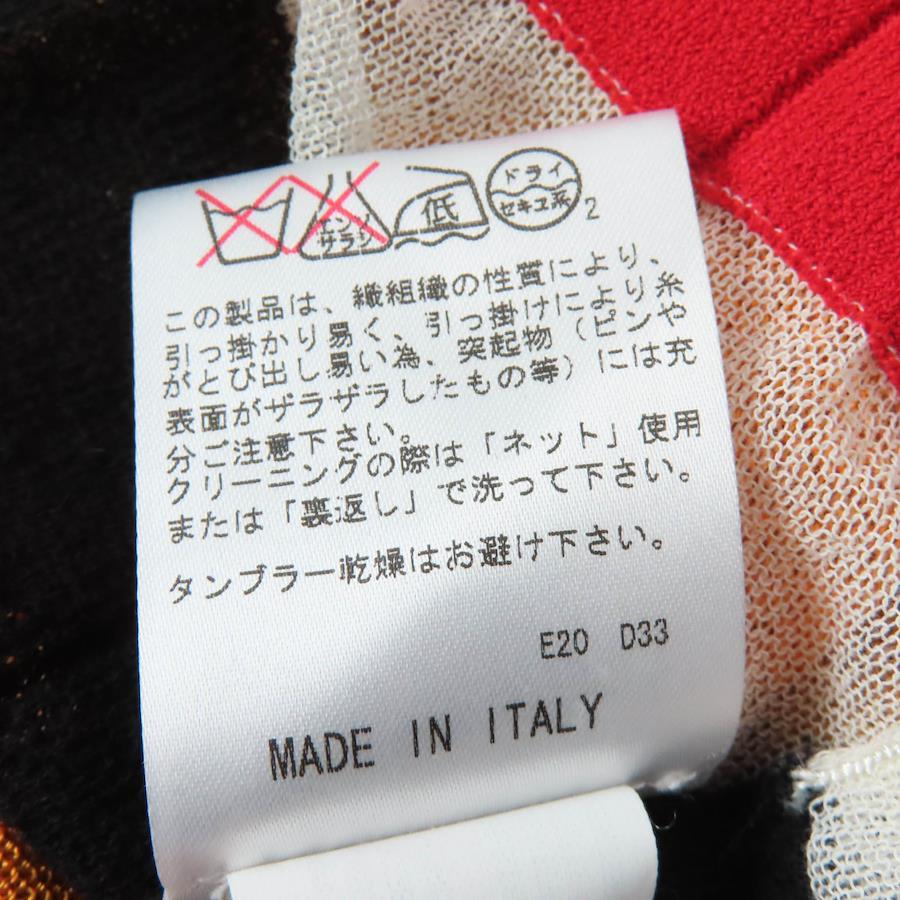 エンソ
サラシ
低
ドライ
セキユ系
2
この製品は、織組織の性質により、
引っ掛かり易く、引っ掛けにより糸
がとび出し易い為、突起物(ピンや
表面がザラザラしたもの等)には充
分ご注意下さい。
クリーニングの際は「ネット」使用
または「裏返し」で洗って下さい。
タンブラー乾燥はお避け下さい。
E20 D33
MADE IN ITALY